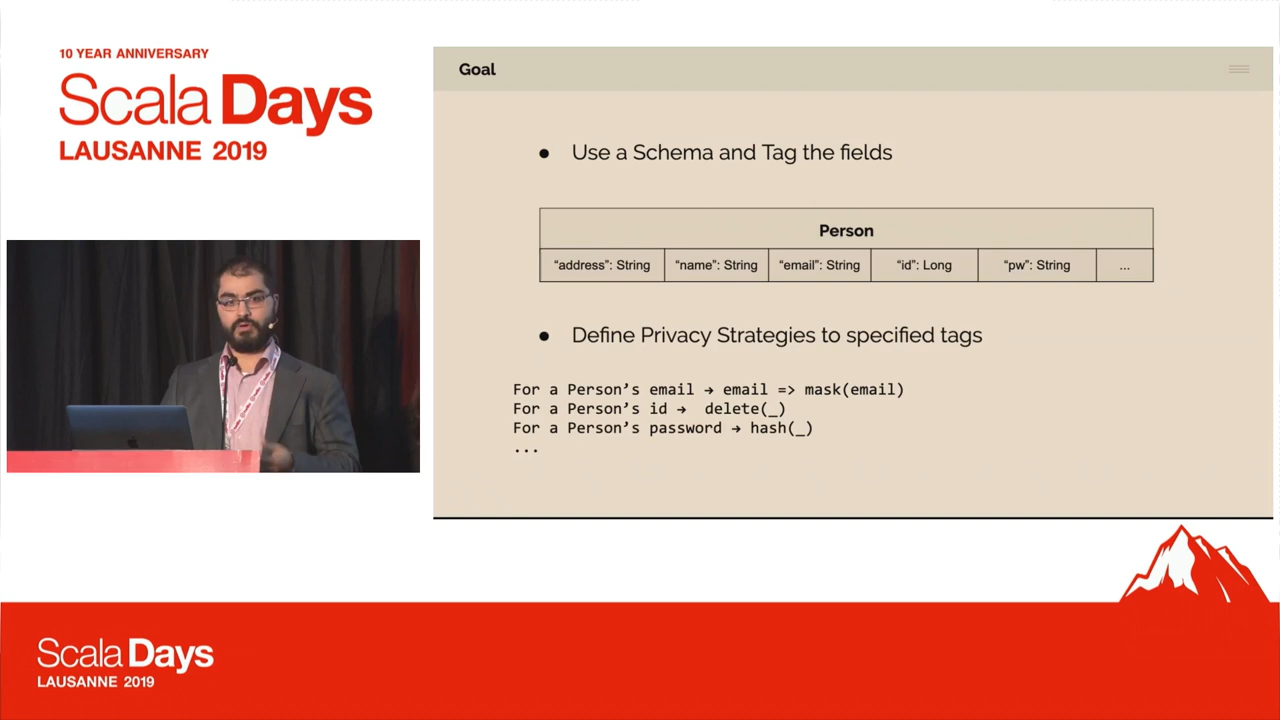 10 YEAR ANNIVERSARY
Scala Days
LAUSANNE 2019
Goal
● Use a Schema and Tag the fields
Person
“address”: String “name”: String “email”: String “id”: Long “pw”: String ...
● Define Privacy Strategies to specified tags
For a Person’s email → email => mask(email)
For a Person’s id → delete(_)
For a Person’s password → hash(_)
...
Scala Days
LAUSANNE 2019